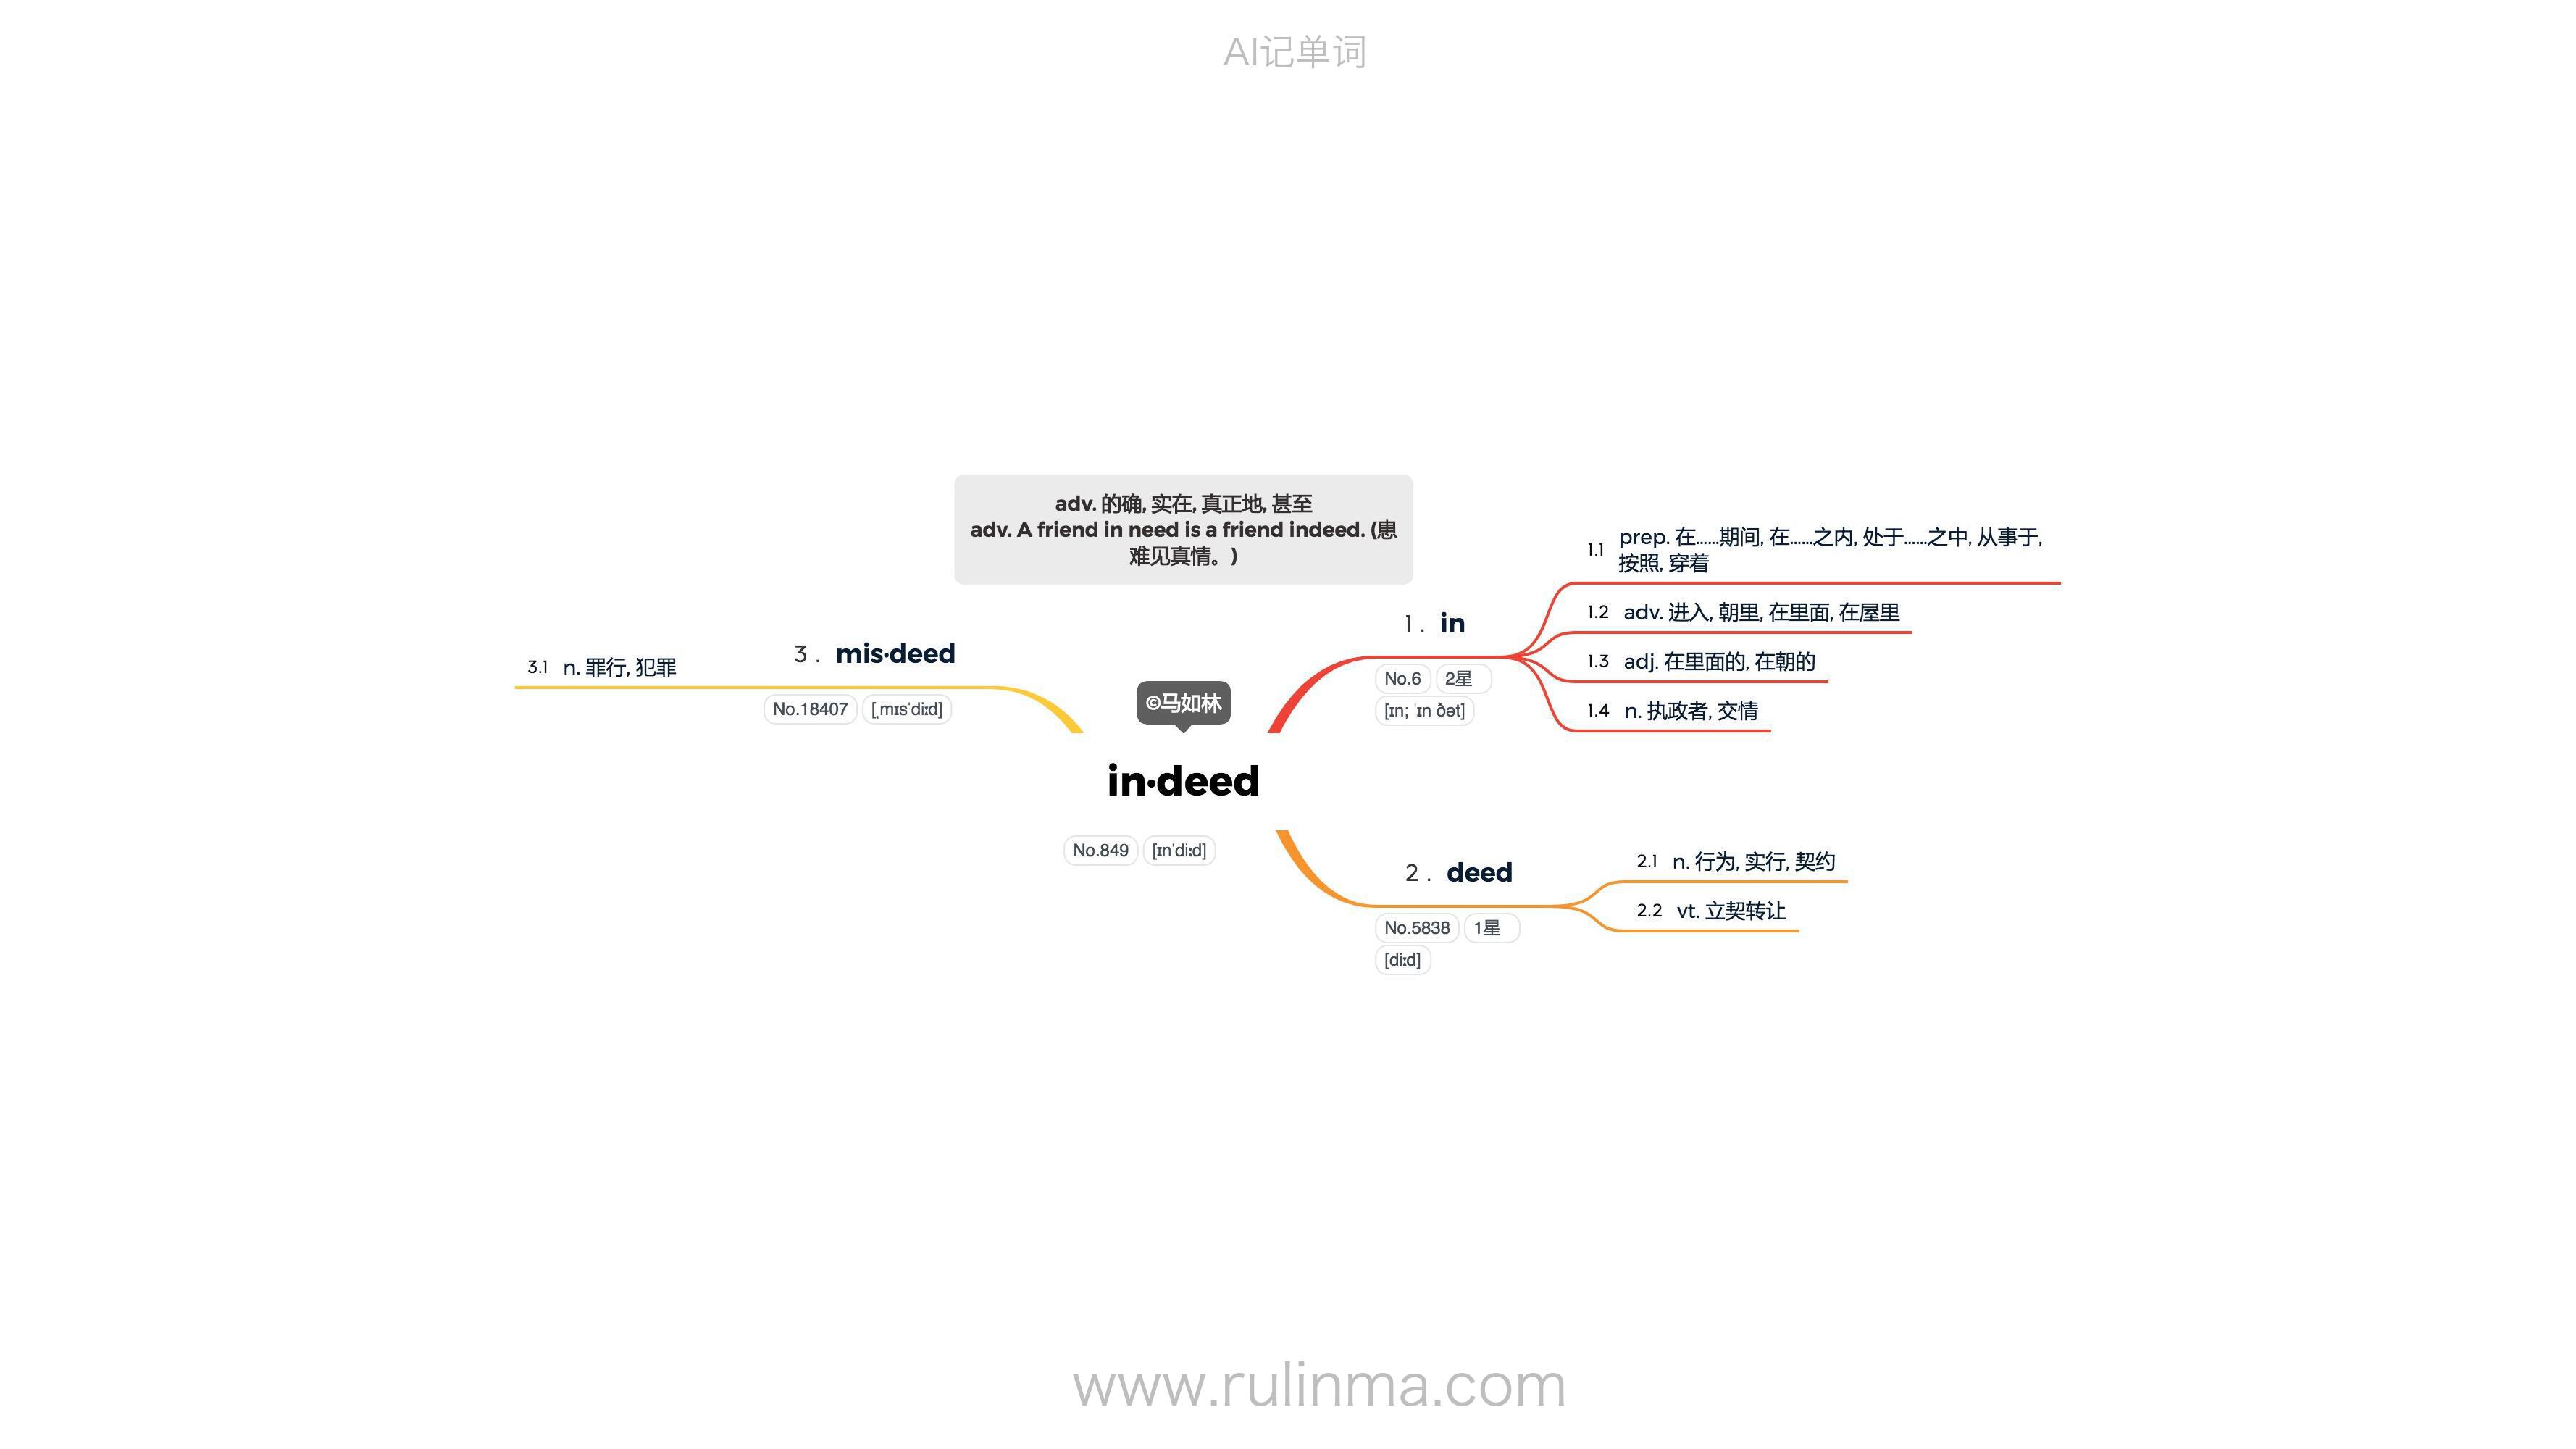 AI记单词
adv. 的确, 实在, 真正地, 甚至
adv. A friend in need is a friend indeed. (患
难见真情。)
©马如林
in·deed
No.849 [ɪnˈdiːd]
1 . in
No.6 2星
[ɪn; ˈɪn ðət]
1.1 prep. 在……期间, 在……之内, 处于……之中, 从事于,
按照, 穿着
1.2 adv. 进入, 朝里, 在里面, 在屋里
1.3 adj. 在里面的, 在朝的
1.4 n. 执政者, 交情
2 . deed
No.5838 1星
[diːd]
2.1 n. 行为, 实行, 契约
2.2 vt. 立契转让
3 . mis·deed
No.18407 [ˌmɪsˈdiːd]
3.1 n. 罪行, 犯罪
www.rulinma.com